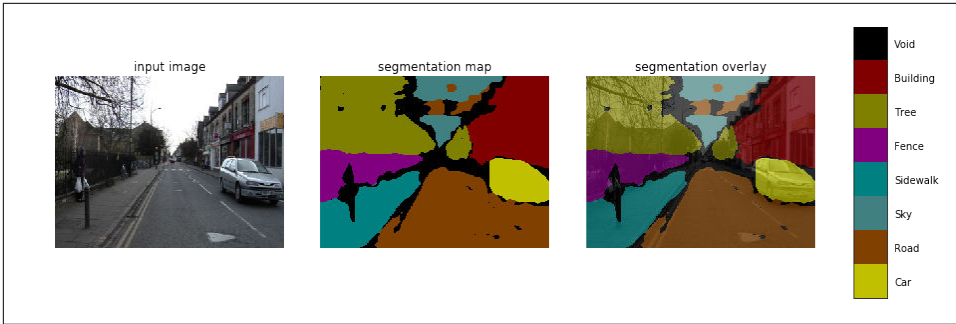 input image
segmentation map
segmentation overlay
Void
Building
Tree
Fence
Sidewalk
Sky
Road
Car